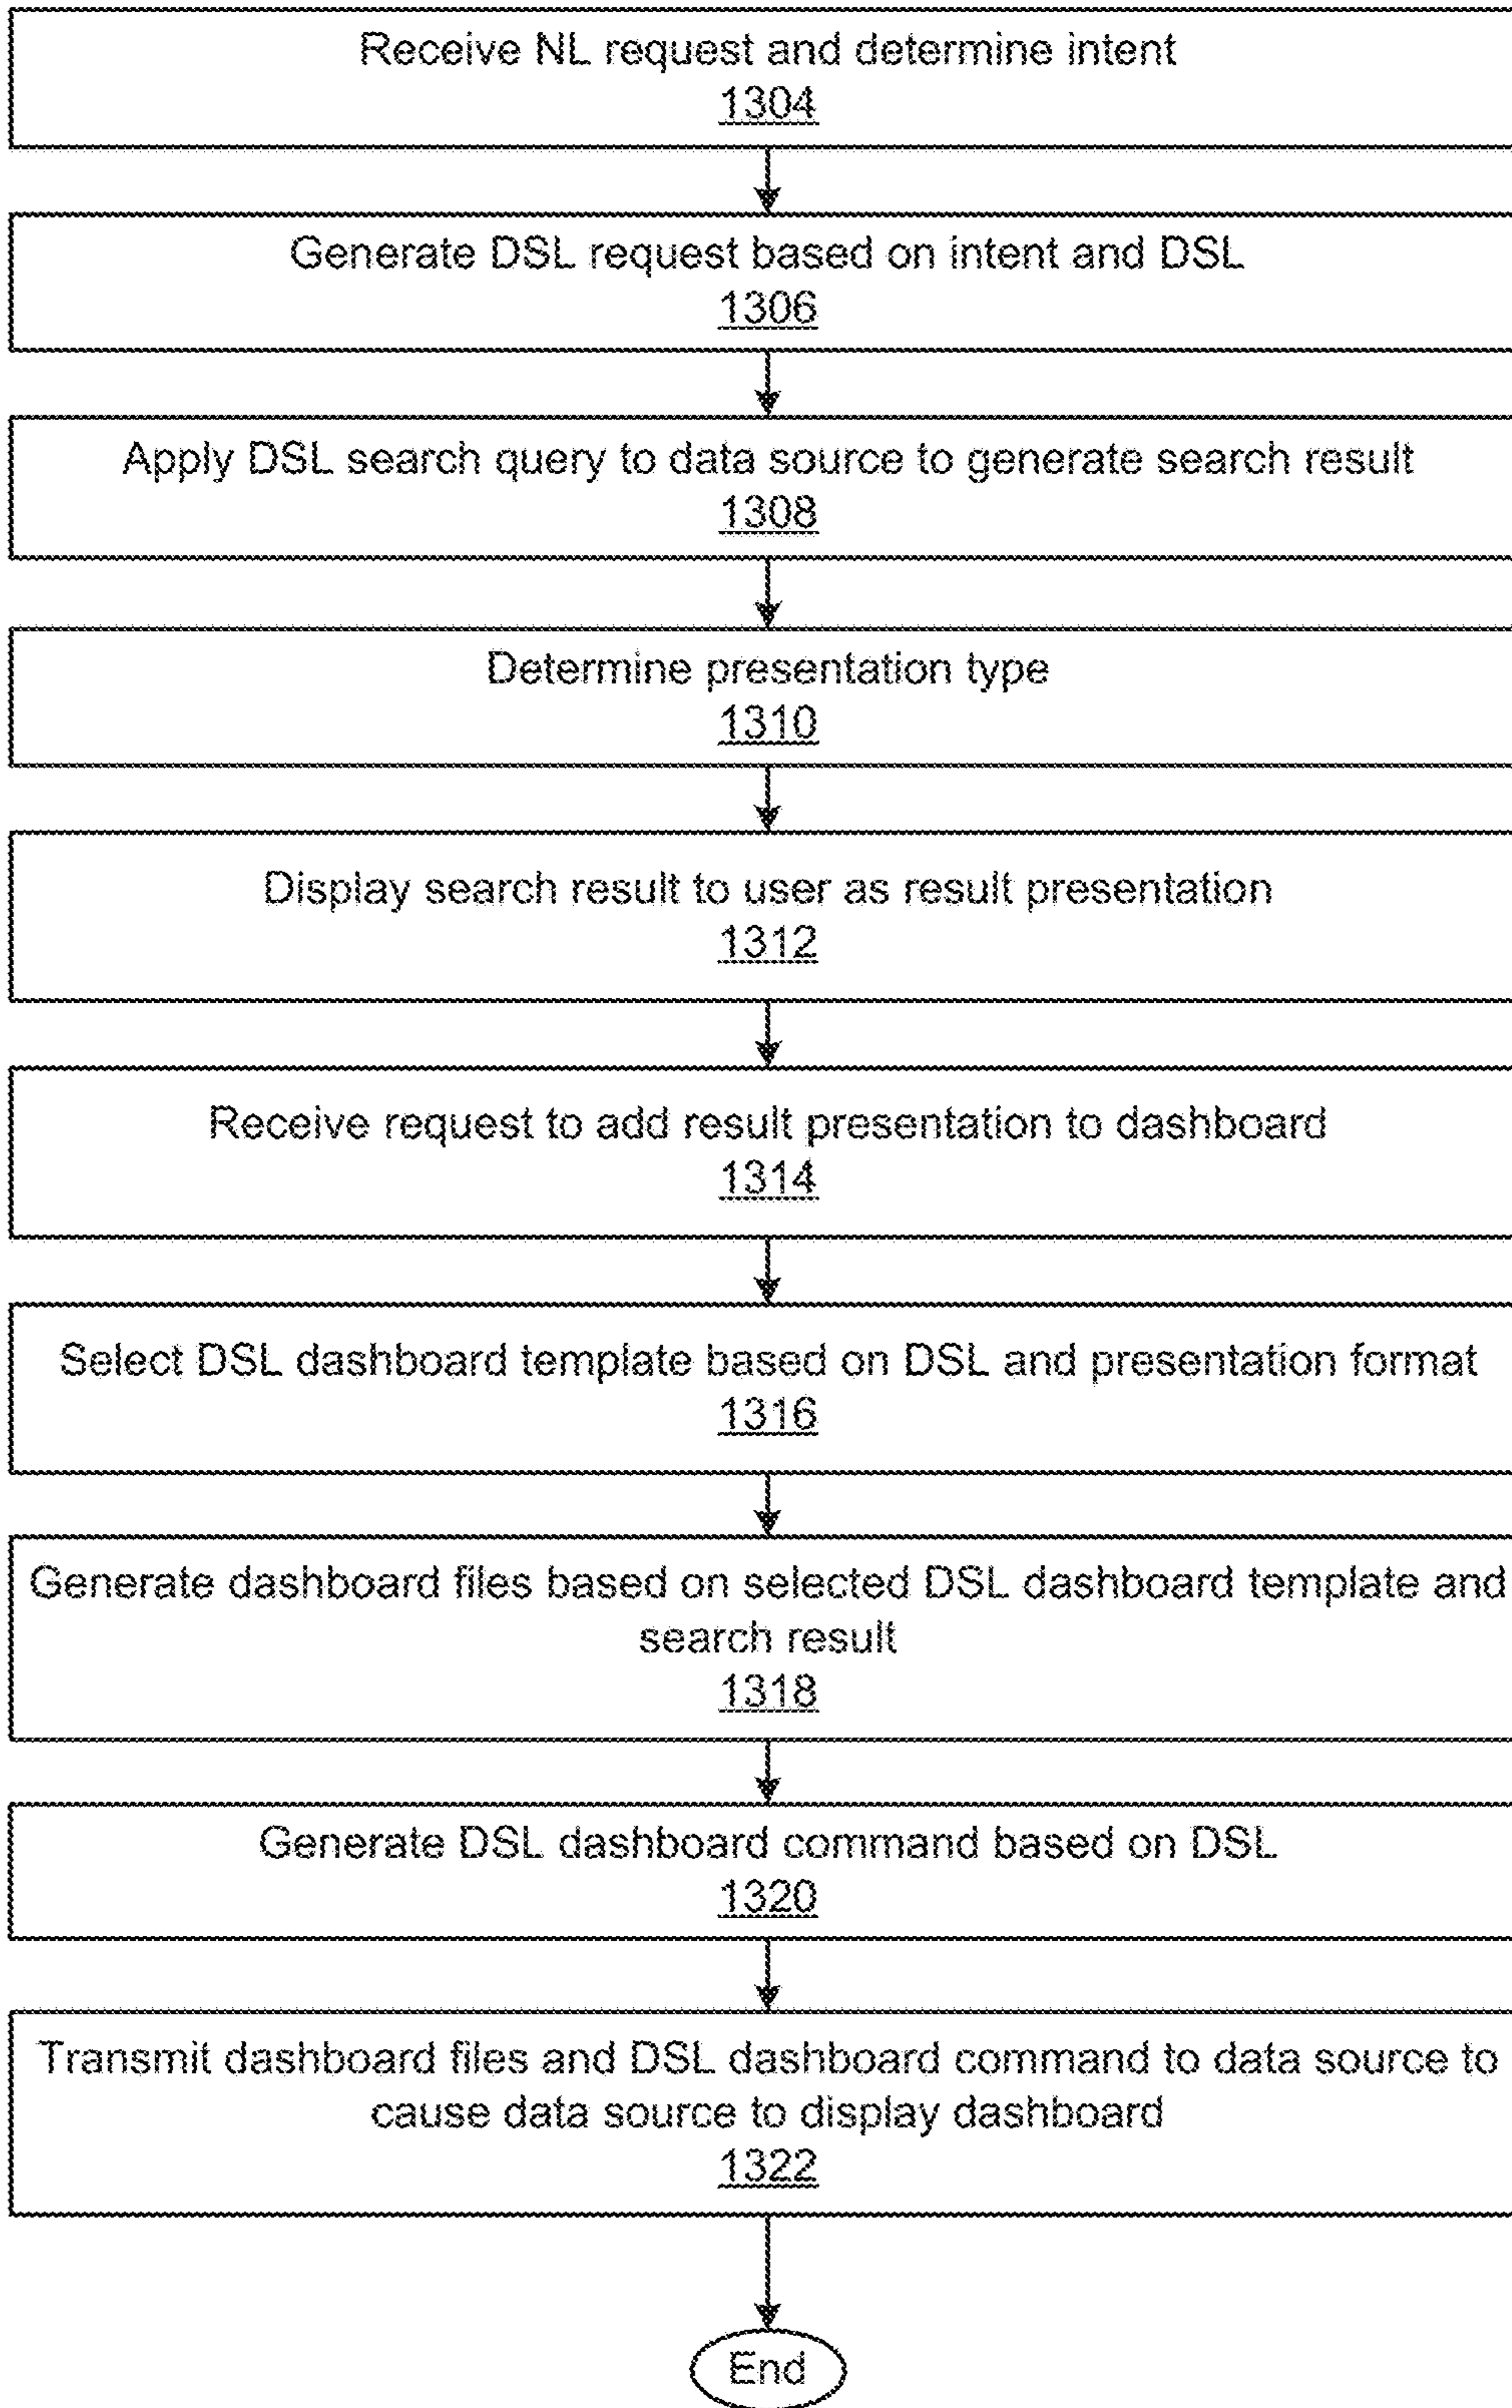 Receive NL request and determine intent
1304
Generate DSL request based on intent and DSL
1306
Apply DSL search query to data source to generate search result
1308
Determine presentation type
1310
Display search result to user as result presentation
1312
Receive request to add result presentation to dashboard
1314
Select DSL dashboard template based on DSL and presentation format
1316
Generate dashboard files based on selected DSL dashboard template and
search result
1318
Generate DSL dashboard command based on DSL
1320
Transmit dashboard files and DSL dashboard command to data source to
cause data source to display dashboard
1322
End